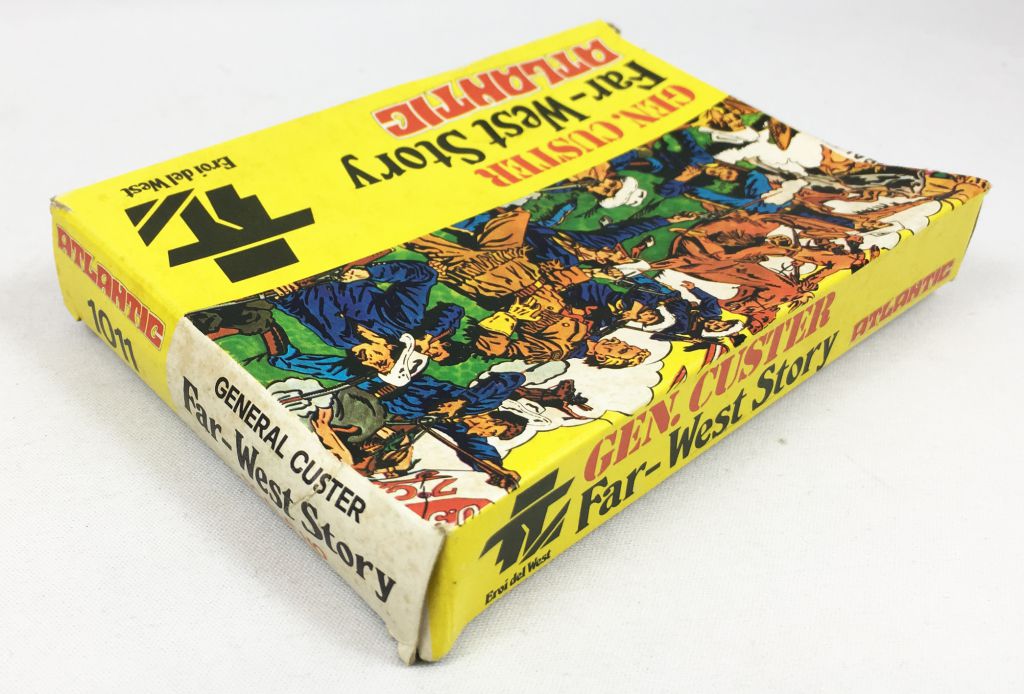 ATLANTIC
Far-West Story
GEN. CUSTER
Eroi del West
ATLANTIC
1011
GENERAL CUSTER
Far-West Story
GEN. CUSTER
Far-West Story
ATLANTIC
Eroi del West